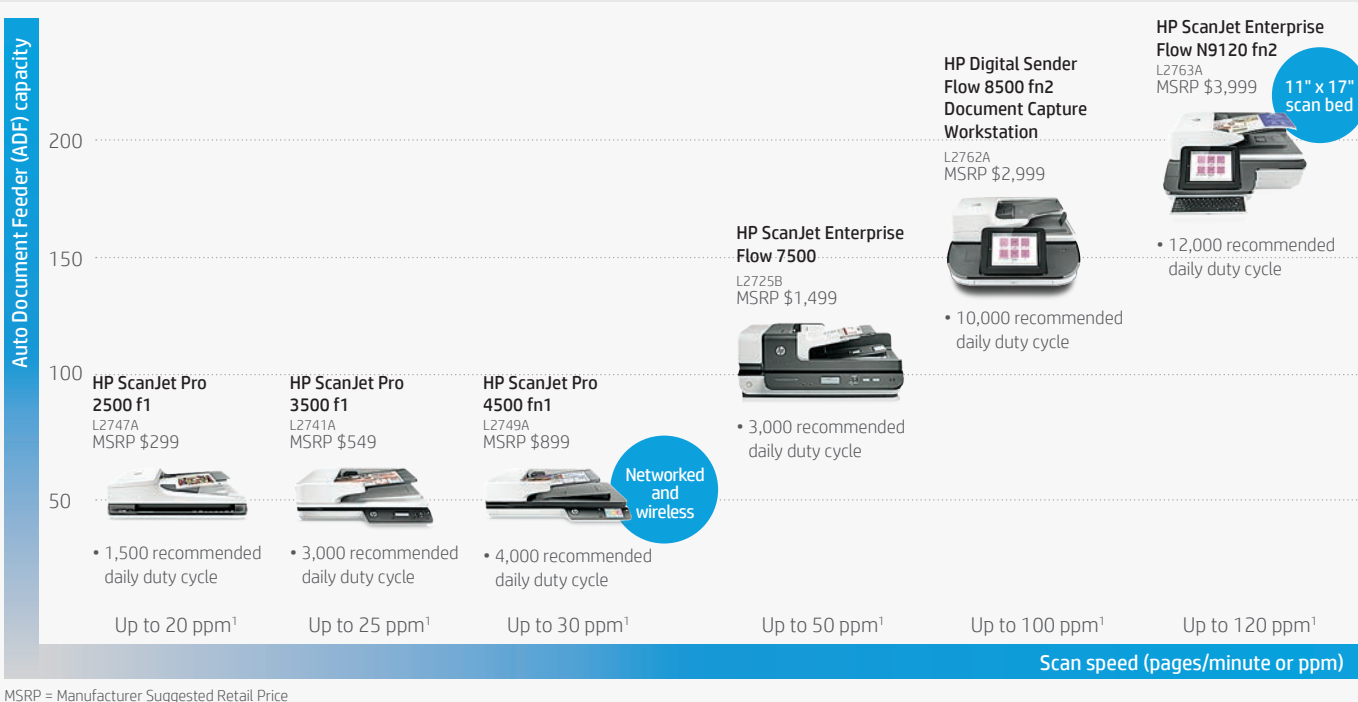 Auto Document Feeder (ADF) capacity
200
150
100
50
HP ScanJet Pro
2500 f1
L2747A
MSRP $299
• 1,500 recommended
daily duty cycle
Up to 20 ppm¹
HP ScanJet Pro
3500 f1
L2741A
MSRP $549
• 3,000 recommended
daily duty cycle
Up to 25 ppm¹
HP ScanJet Pro
4500 fn1
L2749A
MSRP $899
Networked
and
wireless
• 4,000 recommended
daily duty cycle
Up to 30 ppm¹
HP ScanJet Enterprise
Flow 7500
L2725B
MSRP $1,499
• 3,000 recommended
daily duty cycle
Up to 50 ppm¹
HP Digital Sender
Flow 8500 fn2
Document Capture
Workstation
L2762A
MSRP $2,999
• 10,000 recommended
daily duty cycle
Up to 100 ppm¹
HP ScanJet Enterprise
Flow N9120 fn2
L2763A
MSRP $3,999
11" x 17"
scan bed
• 12,000 recommended
daily duty cycle
Up to 120 ppm¹
Scan speed (pages/minute or ppm)
MSRP = Manufacturer Suggested Retail Price